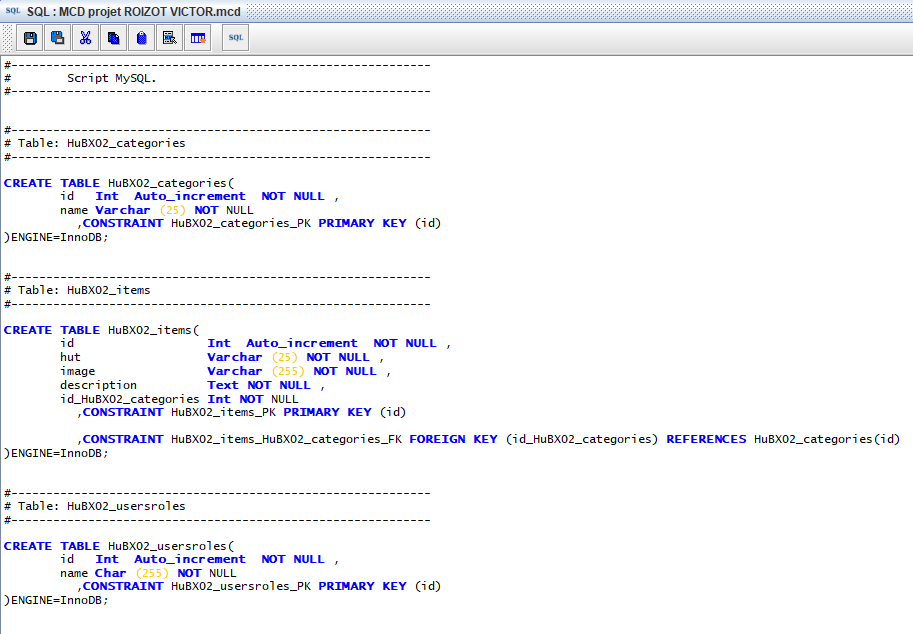 SQL SQL : MCD projet ROIZOT VICTOR.mcd
SQL
#------------------------------------------------------------
#        Script MySQL.
#------------------------------------------------------------
#------------------------------------------------------------
# Table: HuBX02_categories
#------------------------------------------------------------
CREATE TABLE HuBX02_categories(
id Int Auto_increment NOT NULL ,
name Varchar (25) NOT NULL
,CONSTRAINT HuBX02_categories_PK PRIMARY KEY (id)
)ENGINE=InnoDB;
#------------------------------------------------------------
# Table: HuBX02_items
#------------------------------------------------------------
CREATE TABLE HuBX02_items(
id Int Auto_increment NOT NULL ,
hut Varchar (25) NOT NULL ,
image Varchar (255) NOT NULL ,
description Text NOT NULL ,
id_HuBX02_categories Int NOT NULL
,CONSTRAINT HuBX02_items_PK PRIMARY KEY (id)
,CONSTRAINT HuBX02_items_HuBX02_categories_FK FOREIGN KEY (id_HuBX02_categories) REFERENCES HuBX02_categories(id)
)ENGINE=InnoDB;
#------------------------------------------------------------
# Table: HuBX02_usersroles
#------------------------------------------------------------
CREATE TABLE HuBX02_usersroles(
id Int Auto_increment NOT NULL ,
name Char (255) NOT NULL
,CONSTRAINT HuBX02_usersroles_PK PRIMARY KEY (id)
)ENGINE=InnoDB;